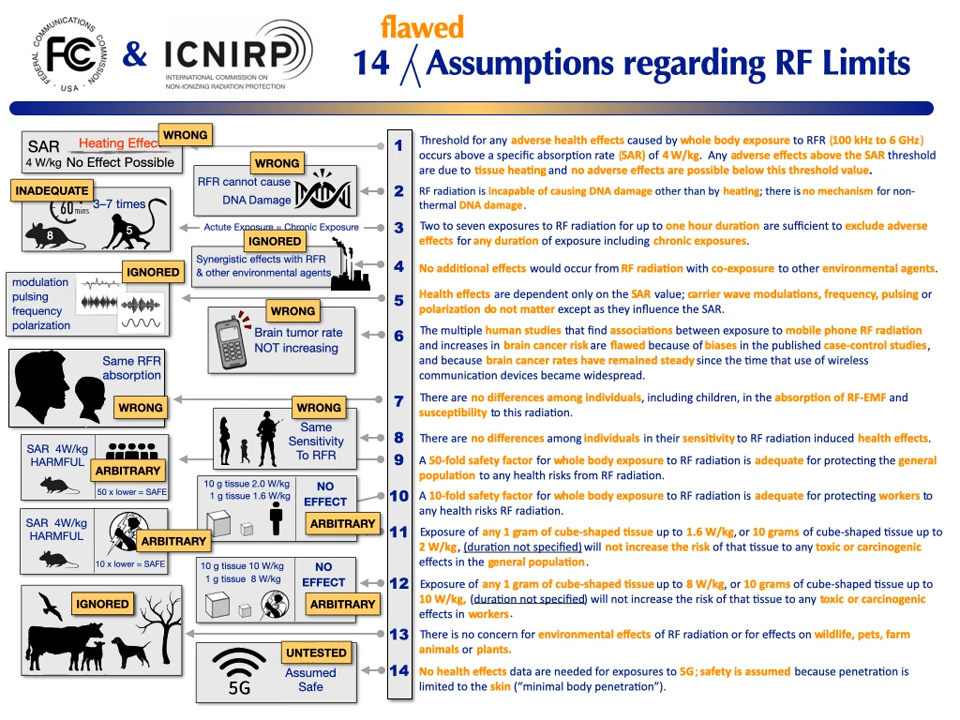 flawed
FEDERAL COMMUNICATIONS COMMISSION · USA ·
FCC
& ICNIRP
INTERNATIONAL COMMISSION ON
NON-IONIZING RADIATION PROTECTION
14 Assumptions regarding RF Limits
SAR Heating Effect
4 W/kg No Effect Possible
WRONG
1
Threshold for any adverse health effects caused by whole body exposure to RFR (100 kHz to 6 GHz)
occurs above a specific absorption rate (SAR) of 4 W/kg. Any adverse effects above the SAR threshold
are due to tissue heating and no adverse effects are possible below this threshold value.
WRONG
RFR cannot cause
DNA Damage
2
RF radiation is incapable of causing DNA damage other than by heating; there is no mechanism for non-
thermal DNA damage.
INADEQUATE
60 mins
3–7 times
8
5
Actute Exposure = Chronic Exposure
3
Two to seven exposures to RF radiation for up to one hour duration are sufficient to exclude adverse
effects for any duration of exposure including chronic exposures.
IGNORED
Synergistic effects with RFR
& other environmental agents
4
No additional effects would occur from RF radiation with co-exposure to other environmental agents.
IGNORED
modulation
pulsing
frequency
polarization
5
Health effects are dependent only on the SAR value; carrier wave modulations, frequency, pulsing or
polarization do not matter except as they influence the SAR.
WRONG
Brain tumor rate
NOT increasing
6
The multiple human studies that find associations between exposure to mobile phone RF radiation
and increases in brain cancer risk are flawed because of biases in the published case-control studies,
and because brain cancer rates have remained steady since the time that use of wireless
communication devices became widespread.
Same RFR
absorption
WRONG
7
There are no differences among individuals, including children, in the absorption of RF-EMF and
susceptibility to this radiation.
WRONG
Same
Sensitivity
To RFR
8
There are no differences among individuals in their sensitivity to RF radiation induced health effects.
SAR 4W/kg
HARMFUL
ARBITRARY
50 x lower = SAFE
9
A 50-fold safety factor for whole body exposure to RF radiation is adequate for protecting the general
population to any health risks from RF radiation.
10
A 10-fold safety factor for whole body exposure to RF radiation is adequate for protecting workers to
any health risks RF radiation.
10 g tissue 2.0 W/kg
1 g tissue 1.6 W/kg
NO
EFFECT
ARBITRARY
11
Exposure of any 1 gram of cube-shaped tissue up to 1.6 W/kg, or 10 grams of cube-shaped tissue up to
2 W/kg, (duration not specified) will not increase the risk of that tissue to any toxic or carcinogenic
effects in the general population.
SAR 4W/kg
HARMFUL
ARBITRARY
10 x lower = SAFE
10 g tissue 10 W/kg
1 g tissue 8 W/kg
NO
EFFECT
ARBITRARY
12
Exposure of any 1 gram of cube-shaped tissue up to 8 W/kg, or 10 grams of cube-shaped tissue up to
10 W/kg, (duration not specified) will not increase the risk of that tissue to any toxic or carcinogenic
effects in workers.
IGNORED
13
There is no concern for environmental effects of RF radiation or for effects on wildlife, pets, farm
animals or plants.
UNTESTED
5G
Assumed
Safe
14
No health effects data are needed for exposures to 5G; safety is assumed because penetration is
limited to the skin (“minimal body penetration”).